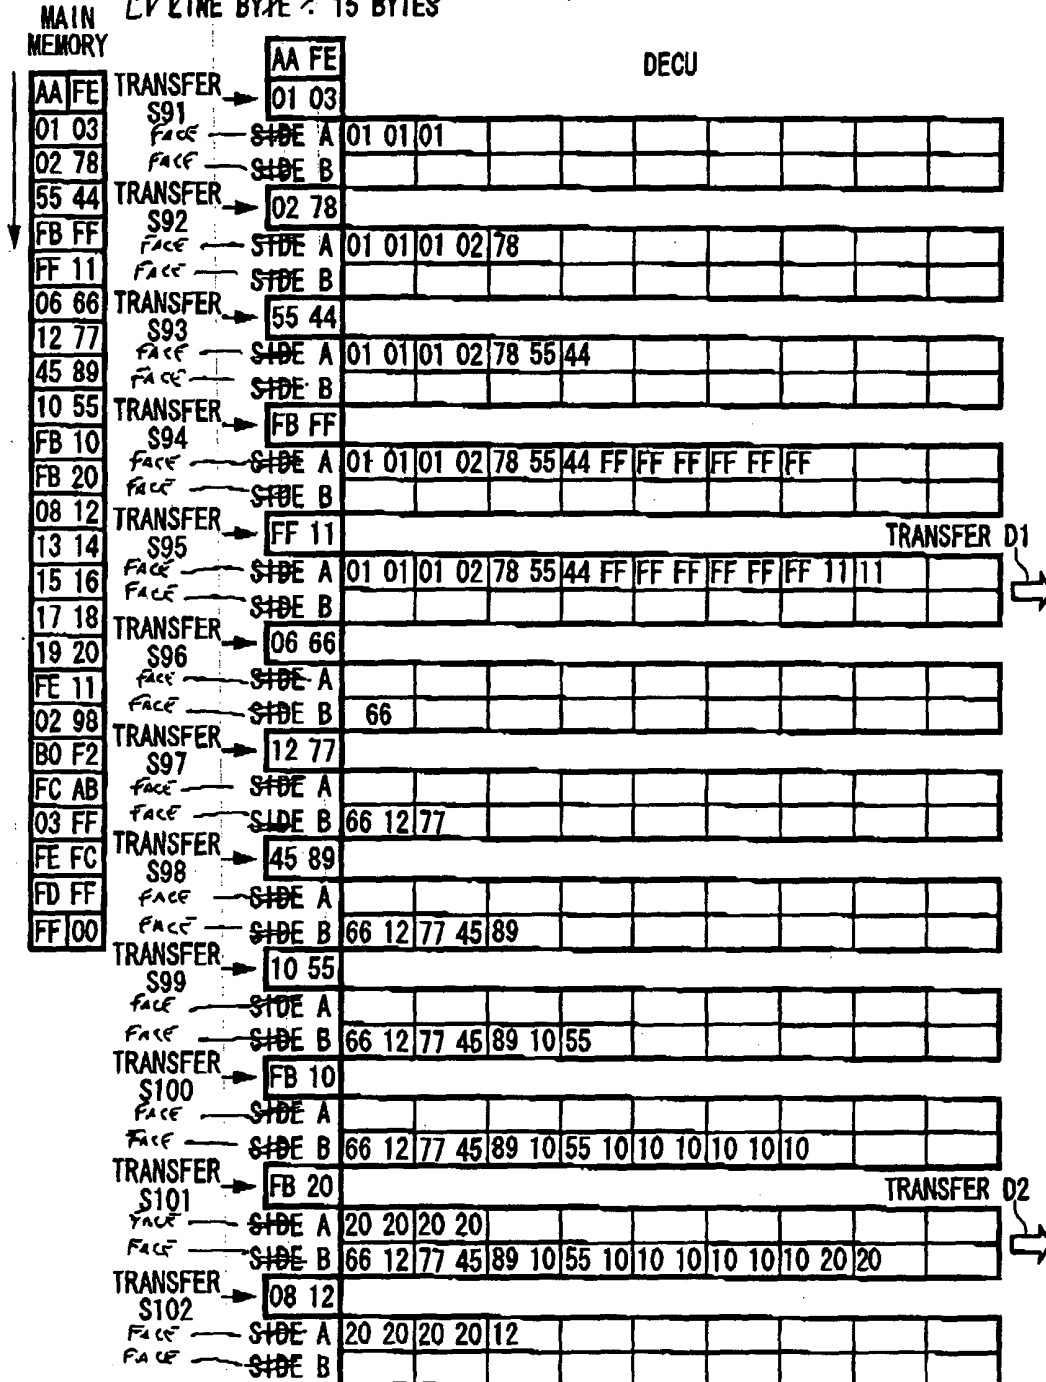 MAIN
MEMORY
LINE BYTE : 15 BYTES
DECU
AA FE
01 03
02 78
55 44
FB FF
FF 11
06 66
12 77
45 89
10 55
FB 10
FB 20
08 12
13 14
15 16
17 18
19 20
FE 11
02 98
B0 F2
FC AB
03 FF
FE FC
FD FF
FF 00
AA FE
TRANSFER S91 01 03
FACE SIDE A 01 01 01
FACE SIDE B
TRANSFER S92 02 78
FACE SIDE A 01 01 01 02 78
FACE SIDE B
TRANSFER S93 55 44
FACE SIDE A 01 01 01 02 78 55 44
FACE SIDE B
TRANSFER S94 FB FF
FACE SIDE A 01 01 01 02 78 55 44 FF FF FF FF FF FF
FACE SIDE B
TRANSFER S95 FF 11 TRANSFER D1
FACE SIDE A 01 01 01 02 78 55 44 FF FF FF FF FF FF 11 11
FACE SIDE B
TRANSFER S96 06 66
FACE SIDE A
FACE SIDE B 66
TRANSFER S97 12 77
FACE SIDE A
FACE SIDE B 66 12 77
TRANSFER S98 45 89
FACE SIDE A
FACE SIDE B 66 12 77 45 89
TRANSFER S99 10 55
FACE SIDE A
FACE SIDE B 66 12 77 45 89 10 55
TRANSFER S100 FB 10
FACE SIDE A
FACE SIDE B 66 12 77 45 89 10 55 10 10 10 10 10 10
TRANSFER S101 FB 20 TRANSFER D2
FACE SIDE A 20 20 20 20
FACE SIDE B 66 12 77 45 89 10 55 10 10 10 10 10 10 20 20
TRANSFER S102 08 12
FACE SIDE A 20 20 20 20 12
FACE SIDE B